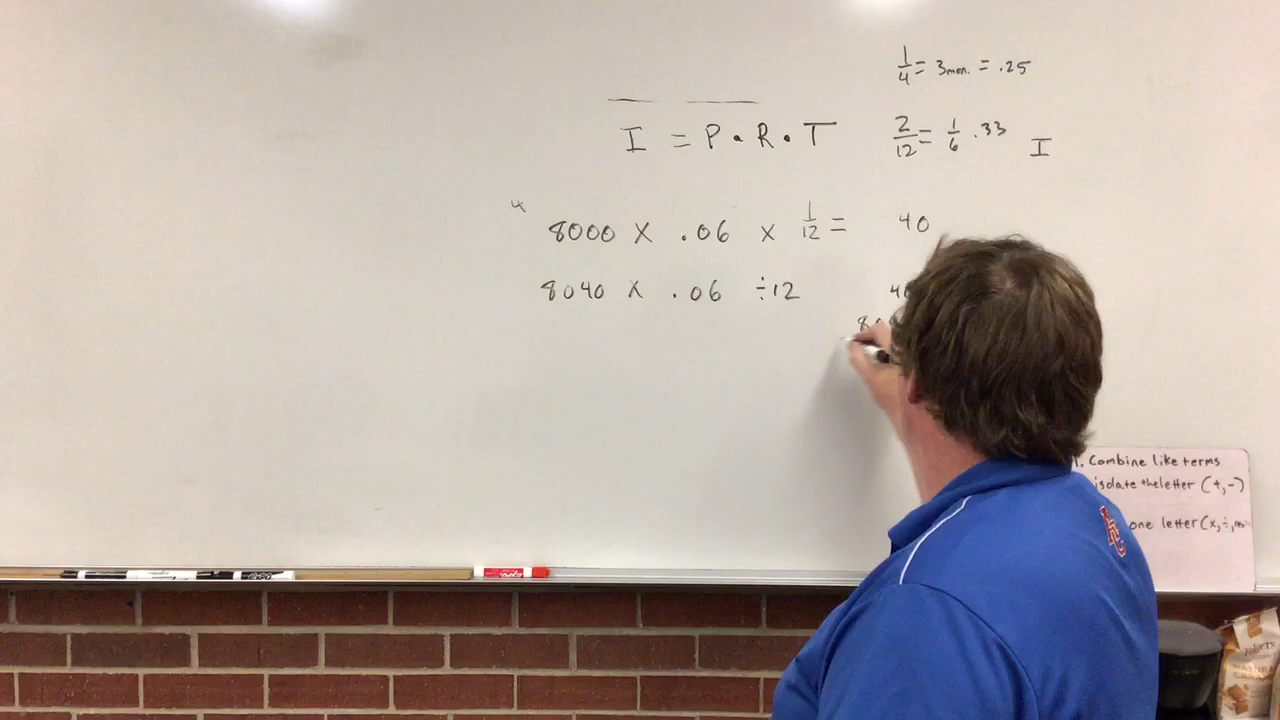 1/4 = 3 mon. = .25
I = P · R · T
2/12 = 1/6 .33 I
4
8000 X .06 x 1/12 = 40
8040 X .06 ÷12
1. Combine like terms
isolate the letter (+,-)
one letter (x,÷,